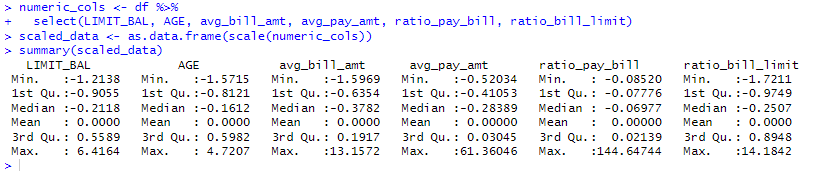 > numeric_cols <- df %>%
+   select(LIMIT_BAL, AGE, avg_bill_amt, avg_pay_amt, ratio_pay_bill, ratio_bill_limit)
> scaled_data <- as.data.frame(scale(numeric_cols))
> summary(scaled_data)
   LIMIT_BAL            AGE           avg_bill_amt      avg_pay_amt       ratio_pay_bill      ratio_bill_limit
 Min.   :-1.2138   Min.   :-1.5715   Min.   :-1.5969   Min.   :-0.52034   Min.   : -0.08520   Min.   :-1.7211
 1st Qu.:-0.9055   1st Qu.:-0.8121   1st Qu.:-0.6354   1st Qu.:-0.41053   1st Qu.: -0.07776   1st Qu.:-0.9749
 Median :-0.2118   Median :-0.1612   Median :-0.3782   Median :-0.28389   Median : -0.06977   Median :-0.2507
 Mean   : 0.0000   Mean   : 0.0000   Mean   : 0.0000   Mean   : 0.00000   Mean   :  0.00000   Mean   : 0.0000
 3rd Qu.: 0.5589   3rd Qu.: 0.5982   3rd Qu.: 0.1917   3rd Qu.: 0.03045   3rd Qu.:  0.02139   3rd Qu.: 0.8948
 Max.   : 6.4164   Max.   : 4.7207   Max.   :13.1572   Max.   :61.36046   Max.   :144.64744   Max.   :14.1842
>